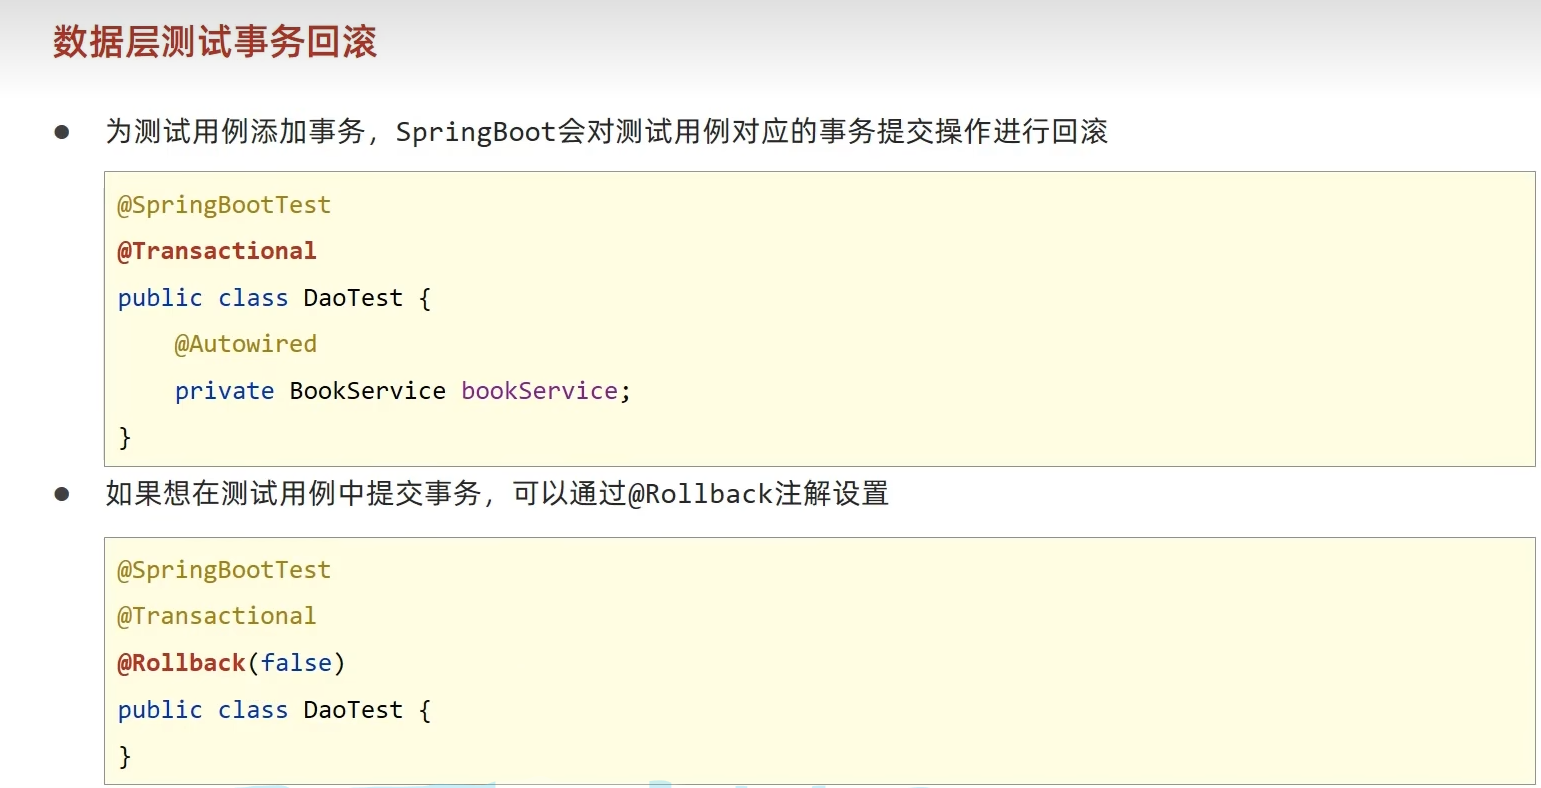 数据层测试事务回滚
● 为测试用例添加事务，SpringBoot会对测试用例对应的事务提交操作进行回滚
@SpringBootTest
@Transactional
public class DaoTest {
    @Autowired
    private BookService bookService;
}
● 如果想在测试用例中提交事务，可以通过@Rollback注解设置
@SpringBootTest
@Transactional
@Rollback(false)
public class DaoTest {
}